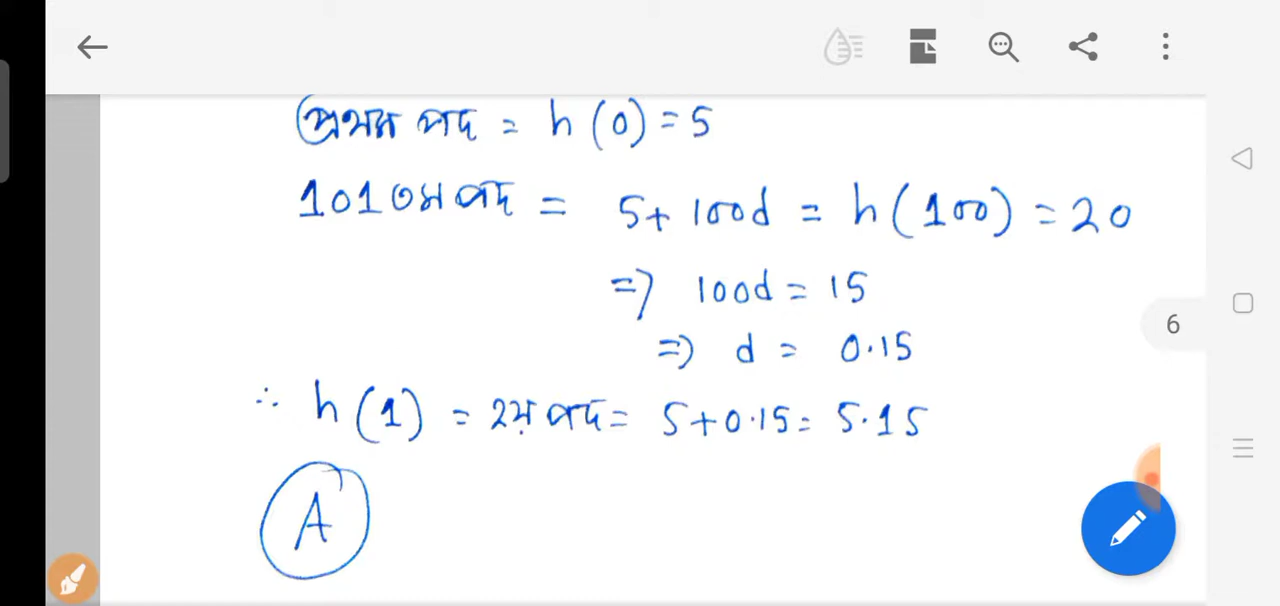 প্রথম পদ = h (0) = 5
101তম পদ = 5 + 100d = h (100) = 20
=> 100d = 15
=> d = 0.15
6
∴ h (1) = 2য় পদ = 5 + 0.15 = 5.15
A